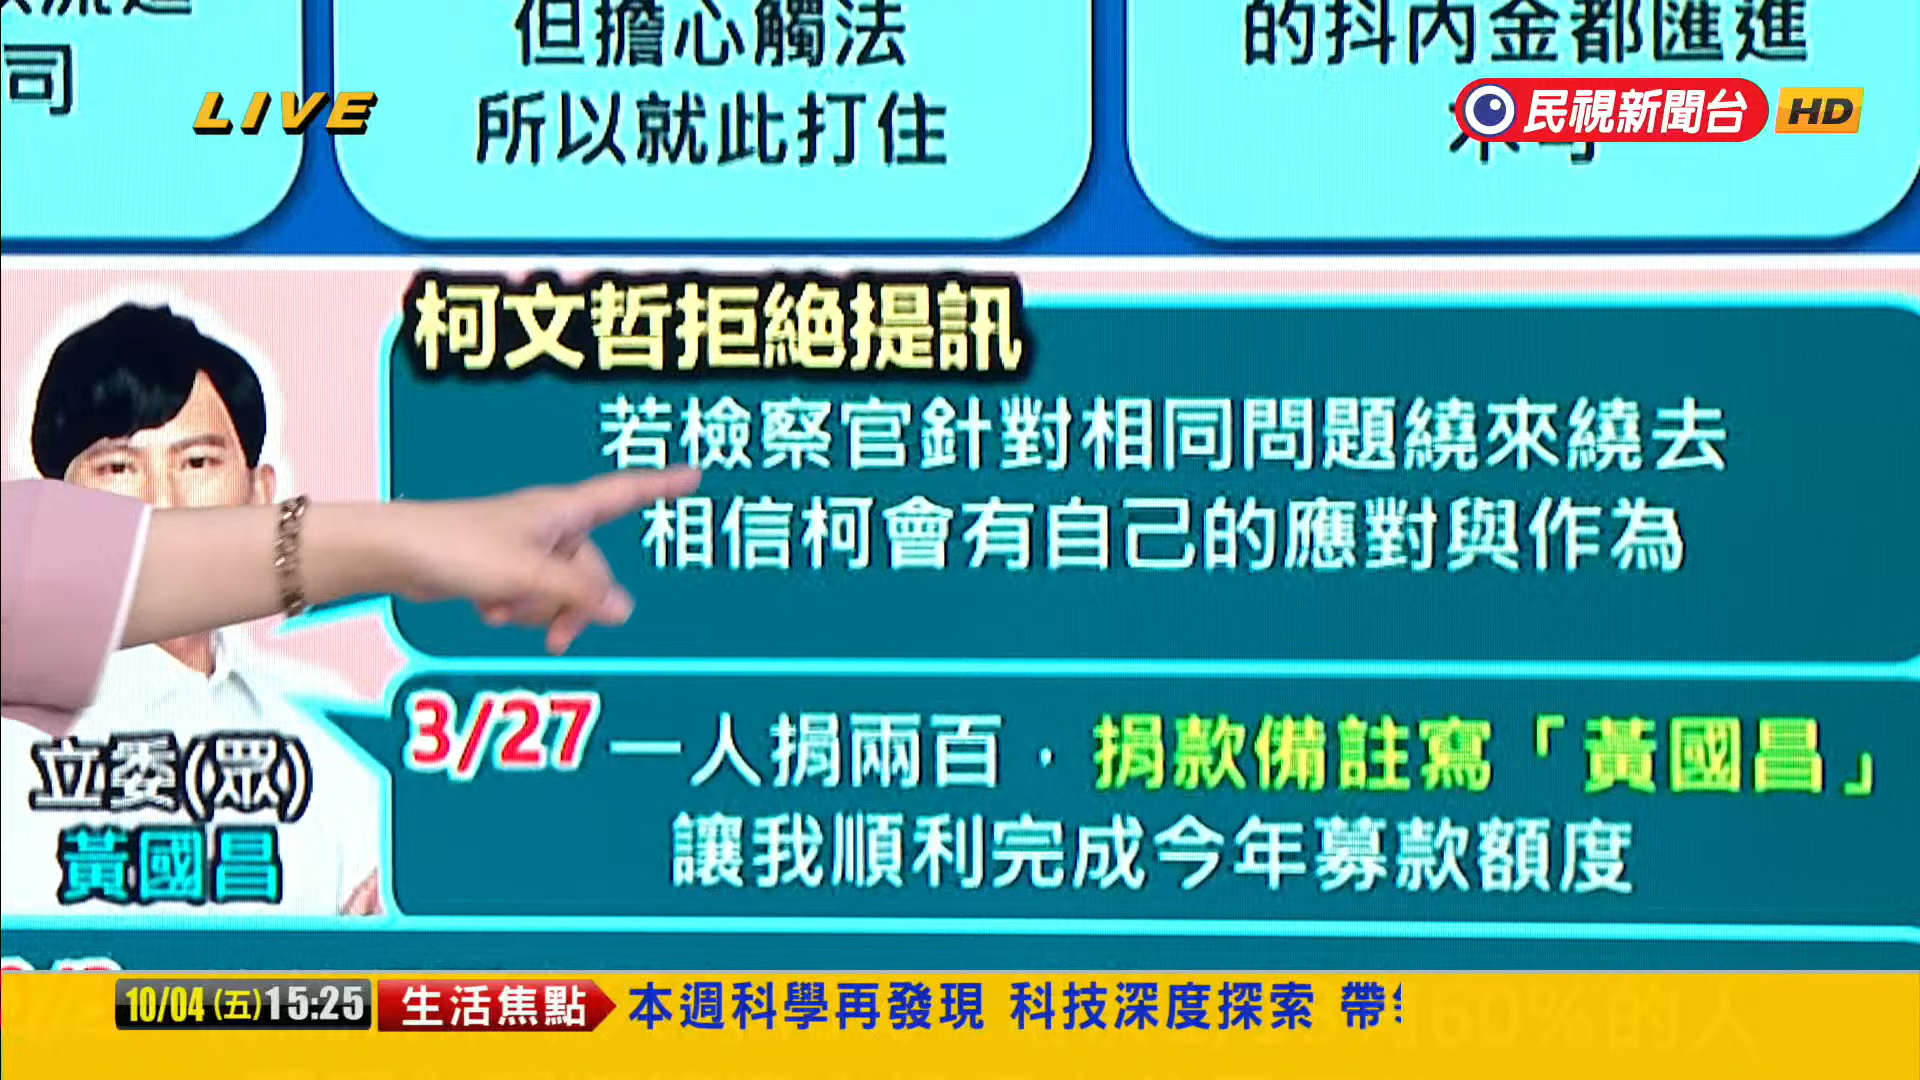 司
但擔心觸法
所以就此打住
的抖內金都匯進
LIVE
民視新聞台 HD
柯文哲拒絕提訊
若檢察官針對相同問題繞來繞去
相信柯會有自己的應對與作為
3/27 一人捐兩百，捐款備註寫「黃國昌」
讓我順利完成今年募款額度
立委(眾)
黃國昌
10/04(五)15:25 生活焦點 本週科學再發現 科技深度探索 帶
60%的人